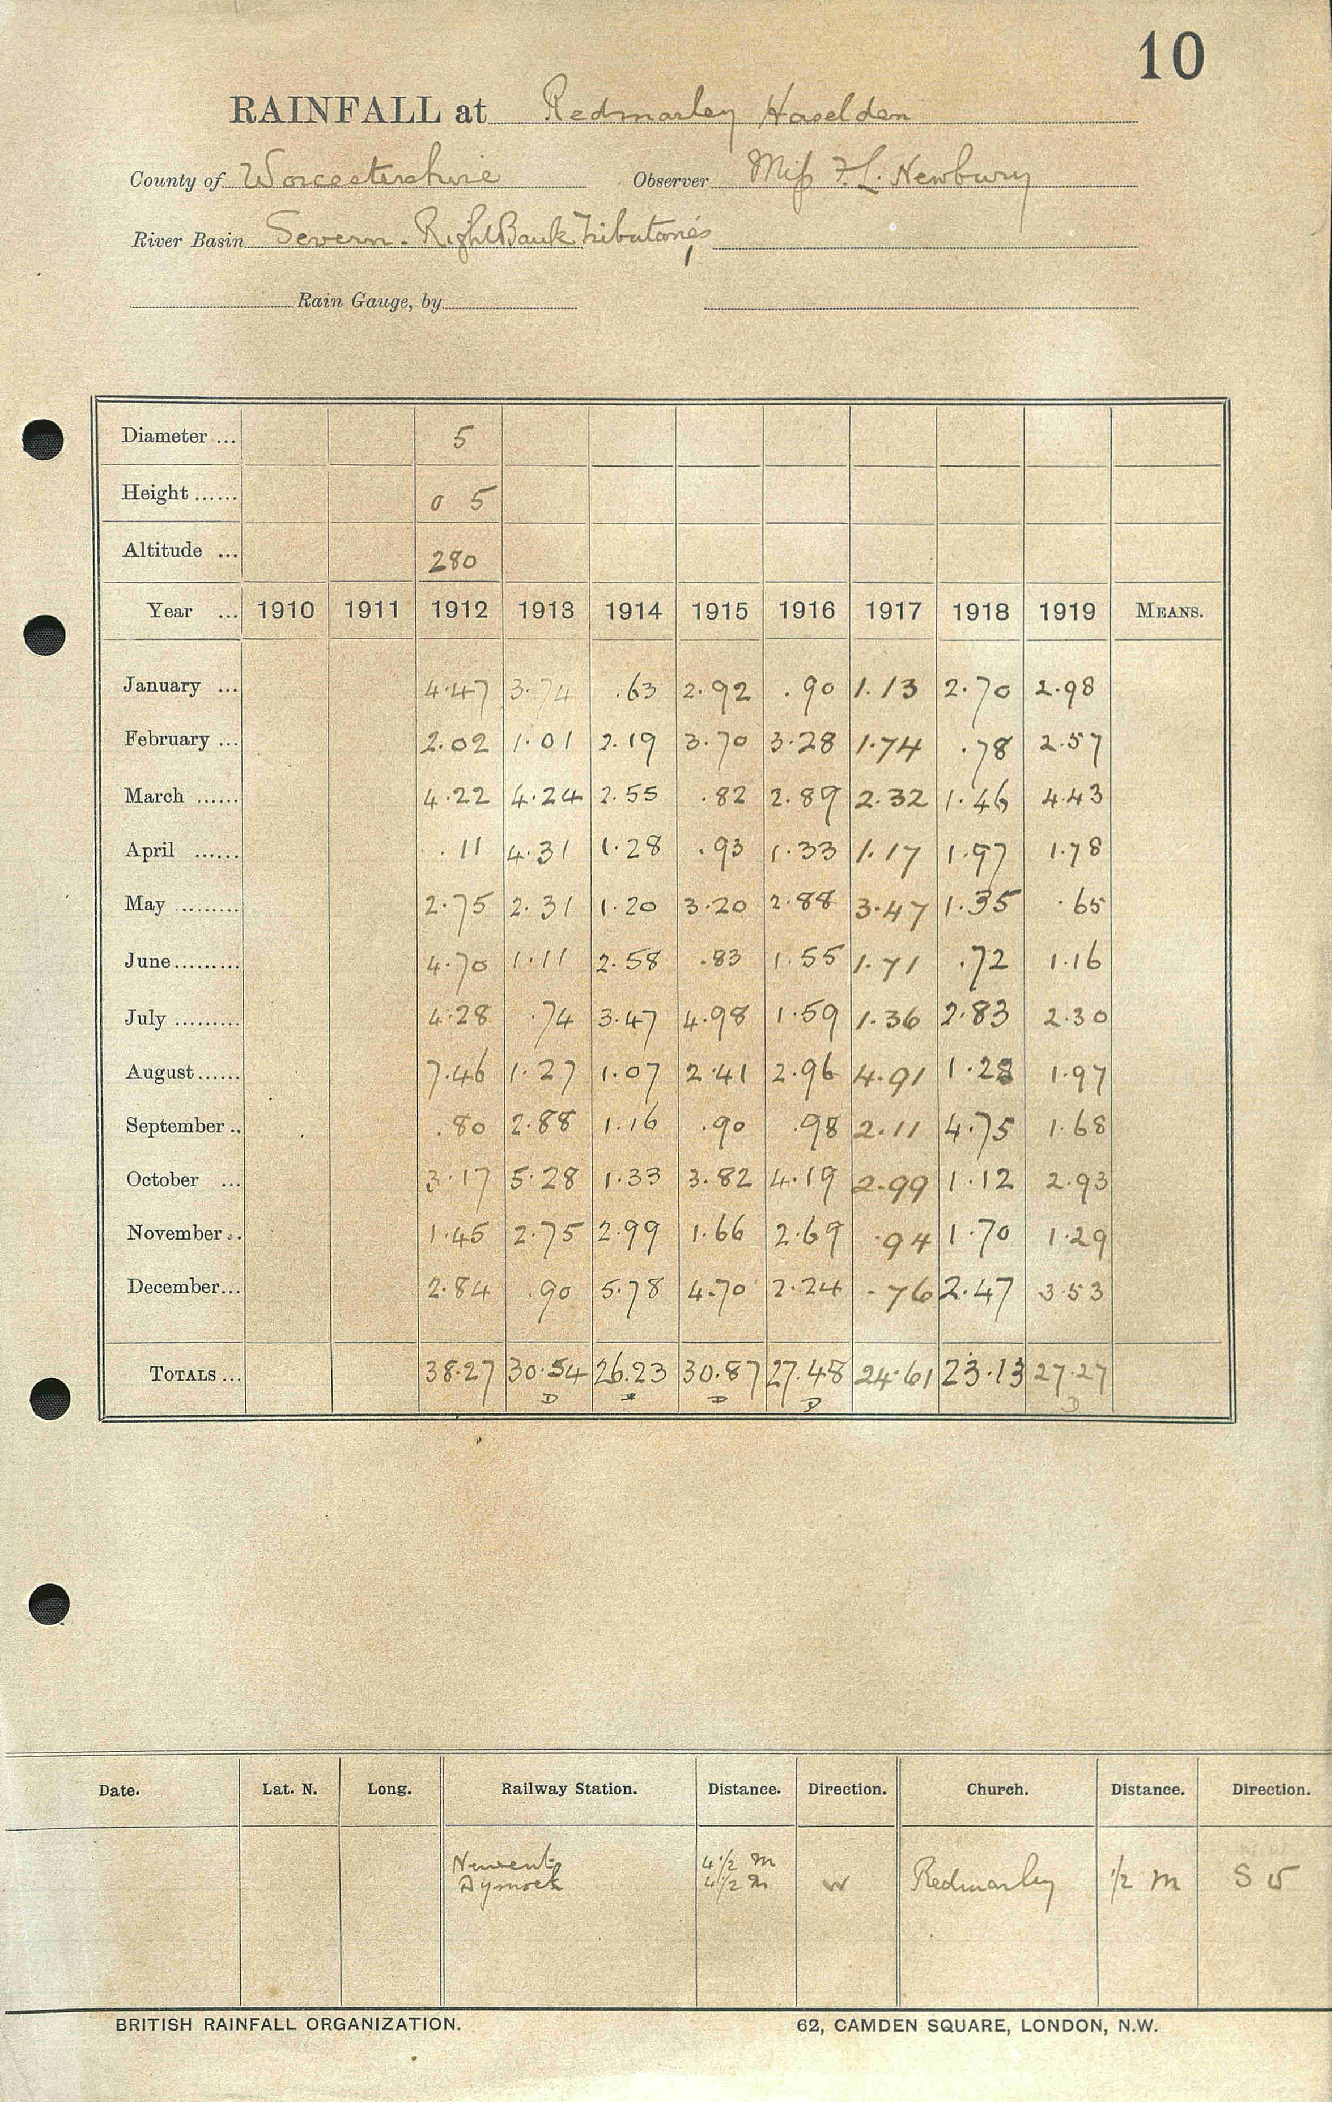 10
RAINFALL at Redmarley Haselden
County of Worcestershire Observer Miss F. L. Newbury
River Basin Severn. Right Bank Tributaries
Rain Gauge, by
Diameter ... 5
Height ...... 0 5
Altitude ... 280
Year ... 1910 1911 1912 1913 1914 1915 1916 1917 1918 1919 MEANS.
January ... 4.47 3.74 .63 2.92 .90 1.13 2.70 2.98
February ... 2.02 1.01 2.19 3.70 3.28 1.74 .78 2.57
March ...... 4.22 4.24 2.55 .82 2.89 2.32 1.46 4.43
April ...... .11 4.31 1.28 .93 1.33 1.17 1.97 1.78
May ......... 2.75 2.31 1.20 3.20 2.88 3.47 1.35 .65
June......... 4.70 1.11 2.58 .83 1.55 1.71 .72 1.16
July ......... 4.28 .74 3.47 4.98 1.59 1.36 2.83 2.30
August...... 7.46 1.27 1.07 2.41 2.96 4.91 1.28 1.97
September .. .80 2.88 1.16 .90 .98 2.11 4.75 1.68
October ... 3.17 5.28 1.33 3.82 4.19 2.99 1.12 2.93
November .. 1.45 2.75 2.99 1.66 2.69 .94 1.70 1.29
December... 2.84 .90 5.78 4.70 2.24 .76 2.47 3.53
TOTALS ... 38.27 30.54 26.23 30.87 27.48 24.61 23.13 27.27
D D D D
Date. Lat. N. Long. Railway Station. Distance. Direction. Church. Distance. Direction.
Newent 4 1/2 m
Dymock 4 1/2 m W Redmarley 1/2 m S W
BRITISH RAINFALL ORGANIZATION. 62, CAMDEN SQUARE, LONDON, N.W.